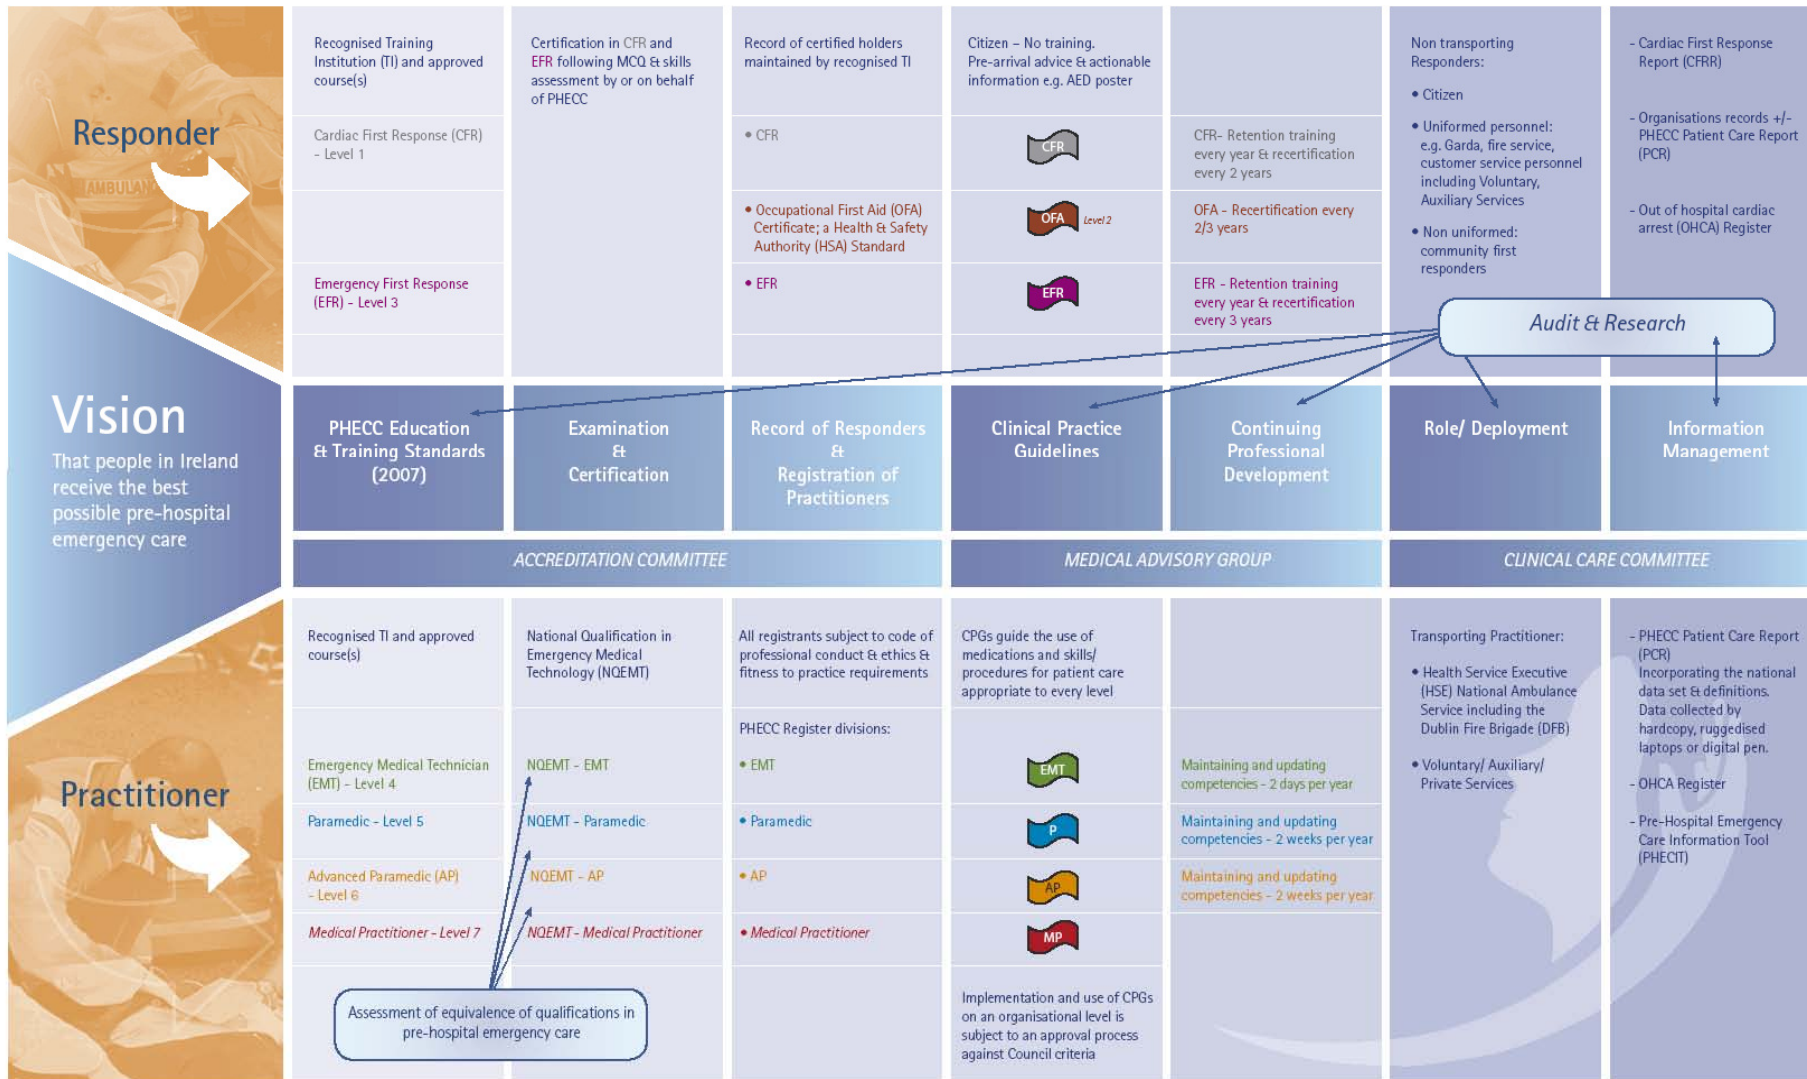 Responder
Recognised Training
Institution (TI) and approved
course(s)
Certification in CFR and
EFR following MCQ & skills
assessment by or on behalf
of PHECC
Record of certified holders
maintained by recognised TI
Citizen – No training.
Pre-arrival advice & actionable
information e.g. AED poster
Non transporting
Responders:
• Citizen
• Uniformed personnel:
e.g. Garda, fire service,
customer service personnel
including Voluntary,
Auxiliary Services
• Non uniformed:
community first
responders
- Cardiac First Response
Report (CFRR)
- Organisations records +/-
PHECC Patient Care Report
(PCR)
- Out of hospital cardiac
arrest (OHCA) Register
Cardiac First Response (CFR)
- Level 1
• CFR
CFR
CFR- Retention training
every year & recertification
every 2 years
• Occupational First Aid (OFA)
Certificate; a Health & Safety
Authority (HSA) Standard
OFA Level 2
OFA - Recertification every
2/3 years
Emergency First Response
(EFR) - Level 3
• EFR
EFR
EFR - Retention training
every year & recertification
every 3 years
Audit & Research
AMBULAN
Vision
That people in Ireland
receive the best
possible pre-hospital
emergency care
PHECC Education
& Training Standards
(2007)
Examination
&
Certification
Record of Responders
&
Registration of
Practitioners
Clinical Practice
Guidelines
Continuing
Professional
Development
Role/ Deployment
Information
Management
ACCREDITATION COMMITTEE
MEDICAL ADVISORY GROUP
CLINICAL CARE COMMITTEE
Practitioner
Recognised TI and approved
course(s)
National Qualification in
Emergency Medical
Technology (NQEMT)
All registrants subject to code of
professional conduct & ethics &
fitness to practice requirements
CPGs guide the use of
medications and skills/
procedures for patient care
appropriate to every level
Transporting Practitioner:
• Health Service Executive
(HSE) National Ambulance
Service including the
Dublin Fire Brigade (DFB)
• Voluntary/ Auxiliary/
Private Services
- PHECC Patient Care Report
(PCR)
Incorporating the national
data set & definitions.
Data collected by
hardcopy, ruggedised
laptops or digital pen.
- OHCA Register
- Pre-Hospital Emergency
Care Information Tool
(PHECIT)
PHECC Register divisions:
Emergency Medical Technician
(EMT) - Level 4
NQEMT - EMT
• EMT
EMT
Maintaining and updating
competencies - 2 days per year
Paramedic - Level 5
NQEMT - Paramedic
• Paramedic
P
Maintaining and updating
competencies - 2 weeks per year
Advanced Paramedic (AP)
- Level 6
NQEMT - AP
• AP
AP
Maintaining and updating
competencies - 2 weeks per year
Medical Practitioner - Level 7
NQEMT - Medical Practitioner
• Medical Practitioner
MP
Assessment of equivalence of qualifications in
pre-hospital emergency care
Implementation and use of CPGs
on an organisational level is
subject to an approval process
against Council criteria